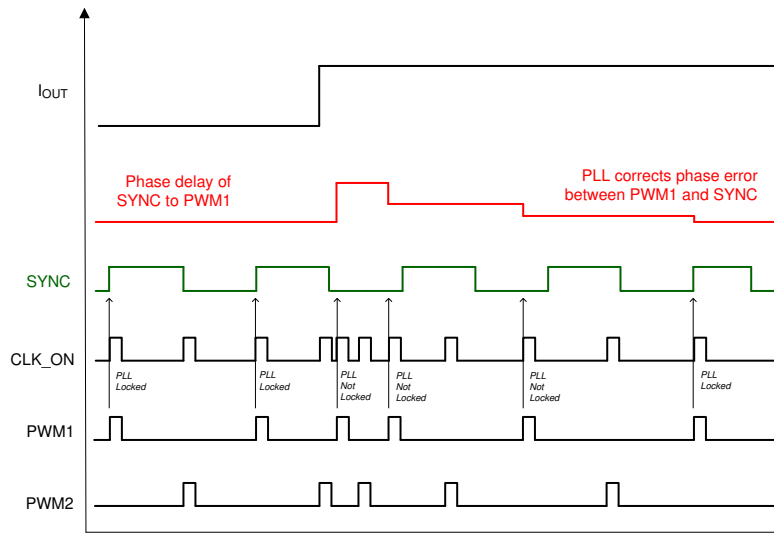 IOUT
Phase delay of
SYNC to PWM1
PLL corrects phase error
between PWM1 and SYNC
SYNC
CLK_ON
PLL
Locked
PLL
Locked
PLL
Not
Locked
PLL
Not
Locked
PLL
Not
Locked
PLL
Locked
PWM1
PWM2